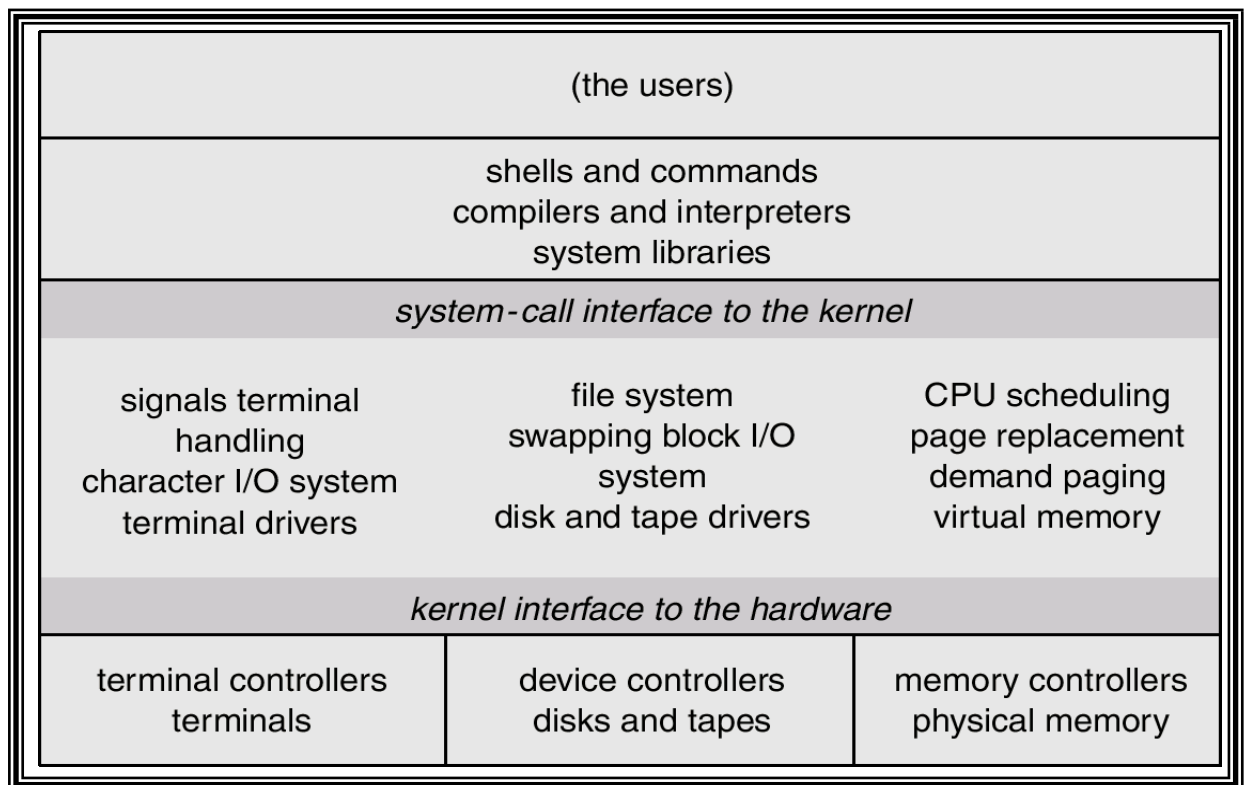 (the users)
shells and commands
compilers and interpreters
system libraries
system-call interface to the kernel
signals terminal
handling
character I/O system
terminal drivers
file system
swapping block I/O
system
disk and tape drivers
CPU scheduling
page replacement
demand paging
virtual memory
kernel interface to the hardware
terminal controllers
terminals
device controllers
disks and tapes
memory controllers
physical memory